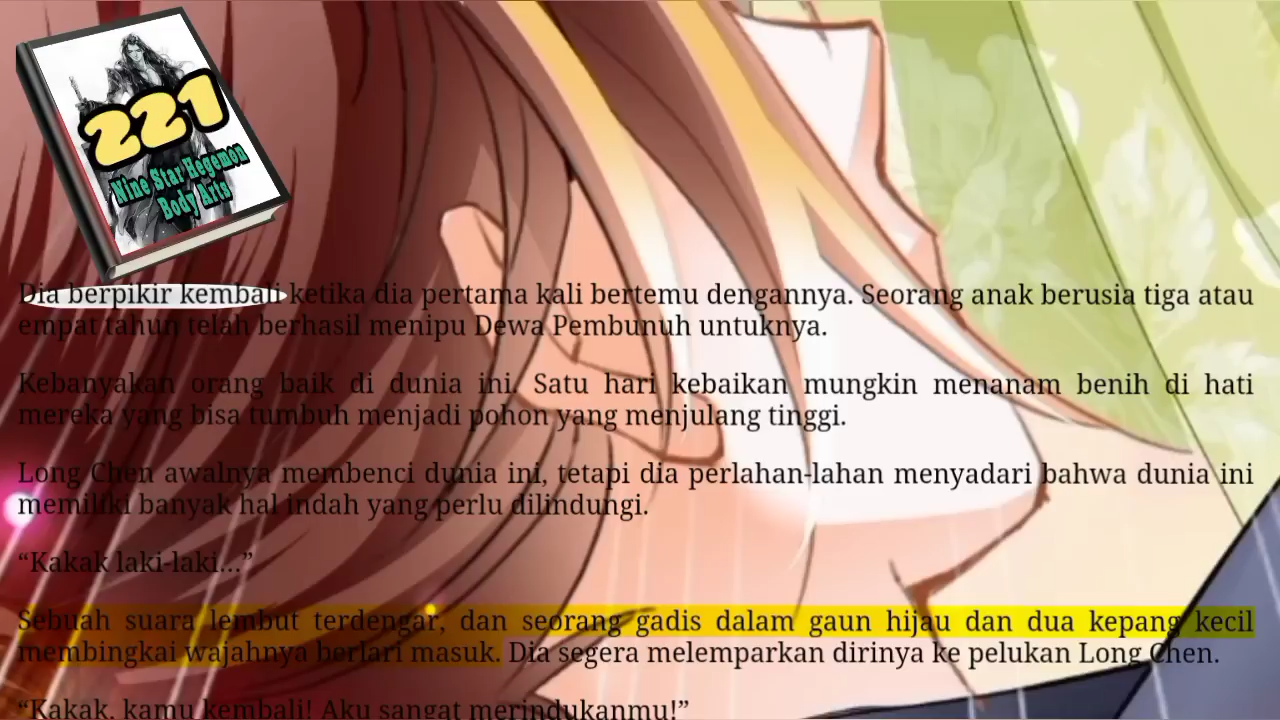 221
Nine Star Hegemon
Body Arts
Dia berpikir kembali ketika dia pertama kali bertemu dengannya. Seorang anak berusia tiga atau
empat tahun telah berhasil menipu Dewa Pembunuh untuknya.
Kebanyakan orang baik di dunia ini. Satu hari kebaikan mungkin menanam benih di hati
mereka yang bisa tumbuh menjadi pohon yang menjulang tinggi.
Long Chen awalnya membenci dunia ini, tetapi dia perlahan-lahan menyadari bahwa dunia ini
memiliki banyak hal indah yang perlu dilindungi.
“Kakak laki-laki...”
Sebuah suara lembut terdengar, dan seorang gadis dalam gaun hijau dan dua kepang kecil
membingkai wajahnya berlari masuk. Dia segera melemparkan dirinya ke pelukan Long Chen.
“Kakak, kamu kembali! Aku sangat merindukanmu!”